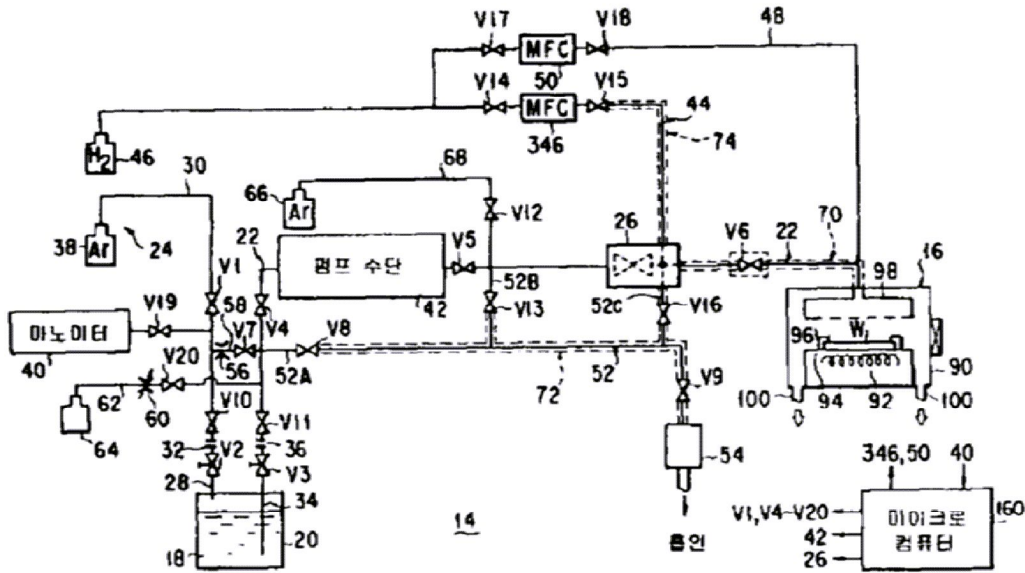 V17 V18 48
MFC
V14 50 V15
MFC
44
346 74
H2 46
30 68
66 Ar V12
38 Ar 24 26 V6 22 70
22 V5 98 16
펌프 수단
V1 52B
58 42 V13 52C V16
V19 V4 W
마노미터 V7 V8 96
V20 52A 52
40 56 72 V9 90
62 60 100 94 92 100
64 V10 V11
32 V2 36 54
V3 346,50 40
28 34
V1,V4-V20 마이크로 160
14 42 컴퓨터
18 20 흡인 26